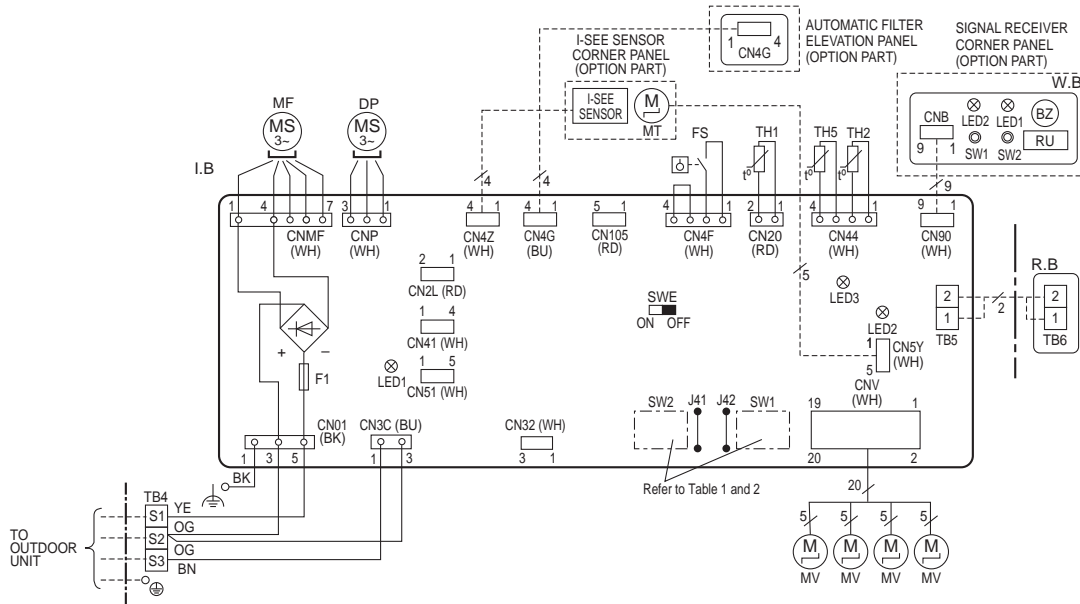 AUTOMATIC FILTER
ELEVATION PANEL
(OPTION PART)
1 4
CN4G
SIGNAL RECEIVER
CORNER PANEL
(OPTION PART)
W.B
CNB
9 1
LED2 LED1
BZ
SW1 SW2
RU
I-SEE SENSOR
CORNER PANEL
(OPTION PART)
I-SEE
SENSOR
M
MT
MF
MS
3~
DP
MS
3~
FS
TH1
t°
TH5 TH2
t° t°
I.B
4
4
9
1 4 7
CNMF
(WH)
3 1
CNP
(WH)
4 1
CN4Z
(WH)
4 1
CN4G
(BU)
5 1
CN105
(RD)
4 1
CN4F
(WH)
2 1
CN20
(RD)
4 1
CN44
(WH)
9 1
CN90
(WH)
5
R.B
2 1
CN2L (RD)
1 4
CN41 (WH)
1 5
CN51 (WH)
LED1
SWE
ON OFF
LED3
LED2
1
5
CN5Y
(WH)
2
1
TB5
2
2
1
TB6
+ –
F1
CN01
(BK)
1 3 5
CN3C (BU)
1 3
CN32 (WH)
3 1
SW2 J41 J42 SW1
CNV
(WH)
19 1
20 2
Refer to Table 1 and 2
BK
TB4
S1 YE
OG
S2
OG
S3
BN
TO
OUTDOOR
UNIT
20
5 5 5 5
M M M M
MV MV MV MV